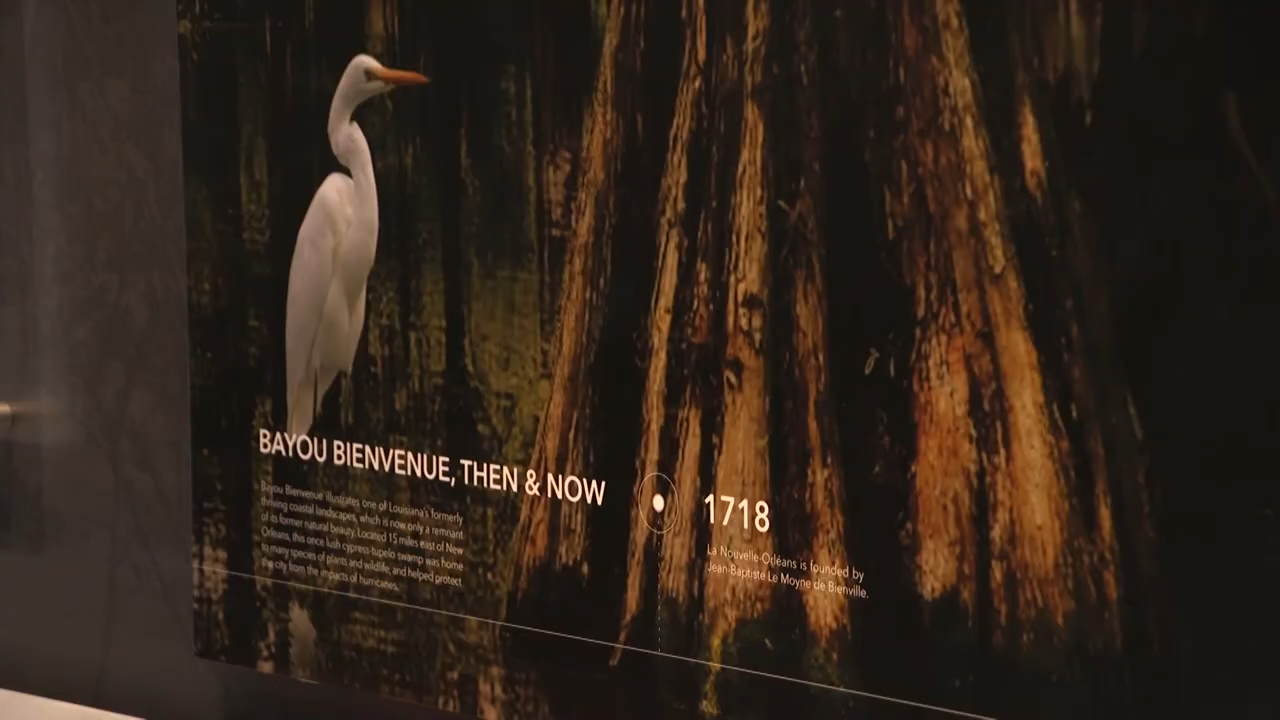 BAYOU BIENVENUE, THEN & NOW
Bayou Bienvenue illustrates one of Louisiana's formerly
thriving coastal landscapes, which is now only a remnant
of its former natural beauty. Located 15 miles east of New
Orleans, this once lush cypress-tupelo swamp was home
to many species of plants and wildlife, and helped protect
the city from the impacts of hurricanes.
1718
La Nouvelle-Orléans is founded by
Jean-Baptiste Le Moyne de Bienville.